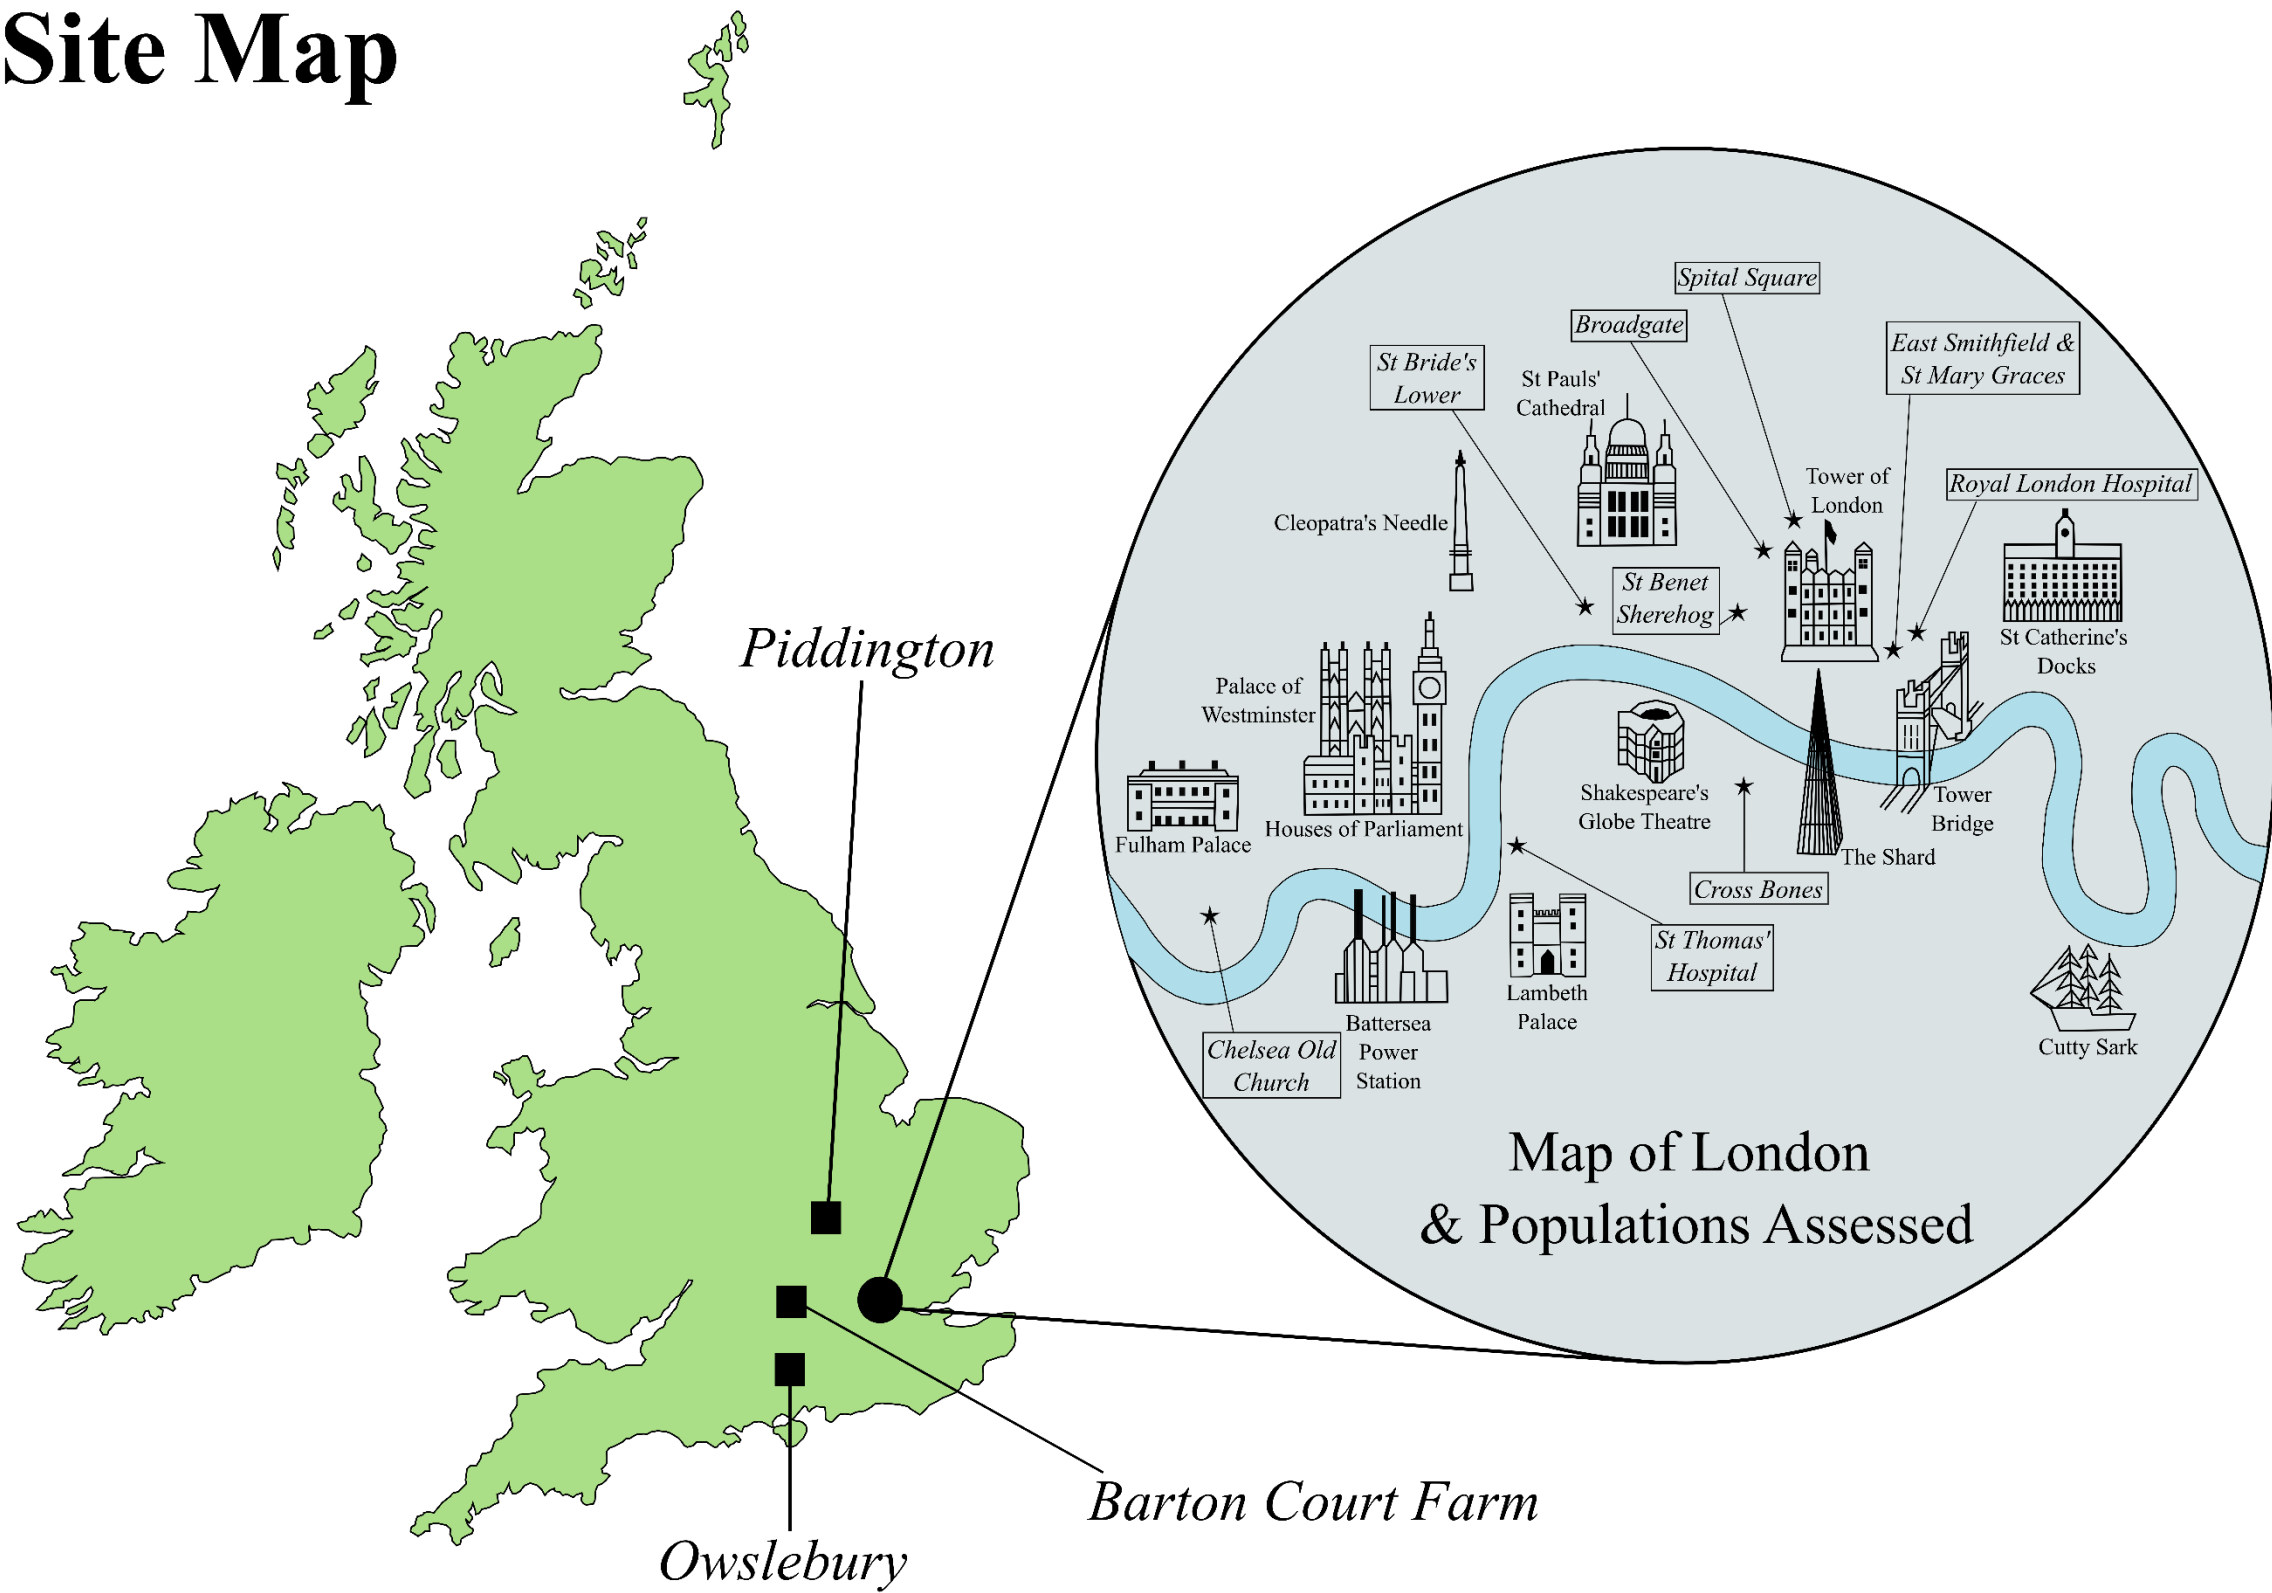 Site Map
Piddington
Barton Court Farm
Owslebury
Spital Square
Broadgate
East Smithfield &
St Mary Graces
St Bride's
Lower
St Pauls'
Cathedral
Tower of
London
Royal London Hospital
Cleopatra's Needle
St Benet
Sherehog
St Catherine's
Docks
Palace of
Westminster
Shakespeare's
Globe Theatre
Tower
Bridge
Houses of Parliament
Fulham Palace
The Shard
Cross Bones
St Thomas'
Hospital
Lambeth
Palace
Battersea
Power
Station
Chelsea Old
Church
Cutty Sark
Map of London
& Populations Assessed